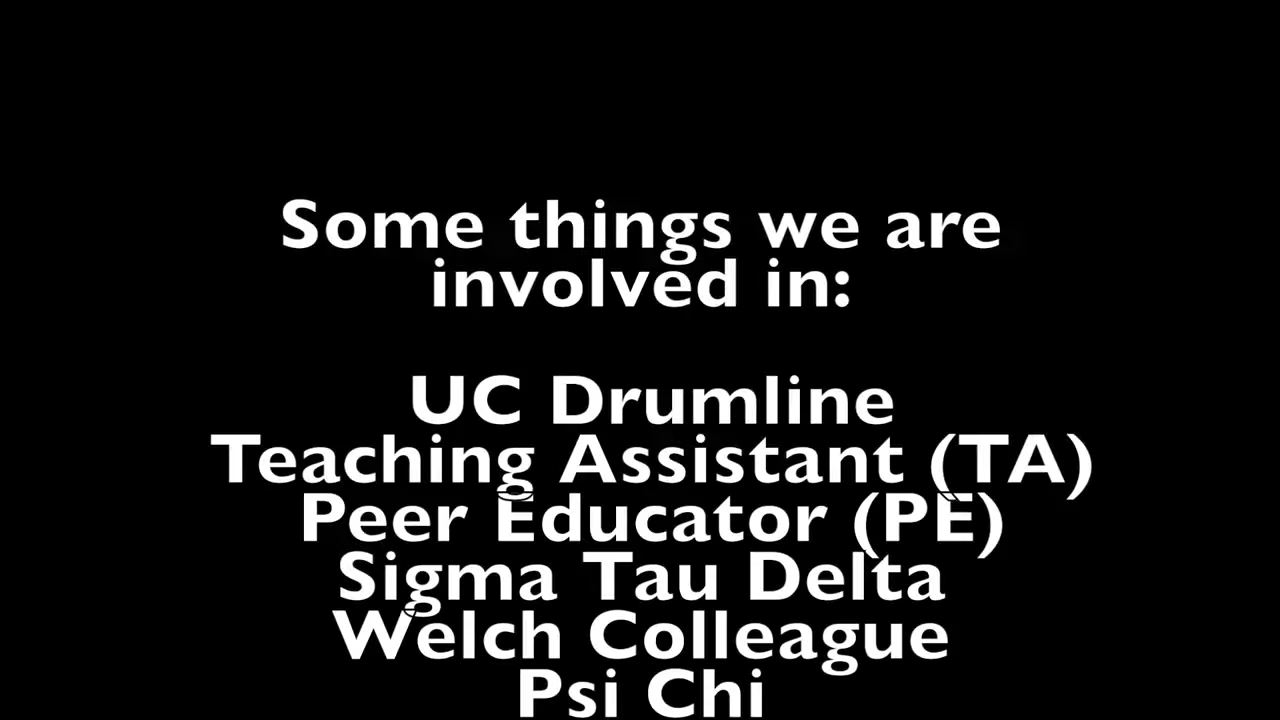 Some things we are
involved in:
UC Drumline
Teaching Assistant (TA)
Peer Educator (PE)
Sigma Tau Delta
Welch Colleague
Psi Chi